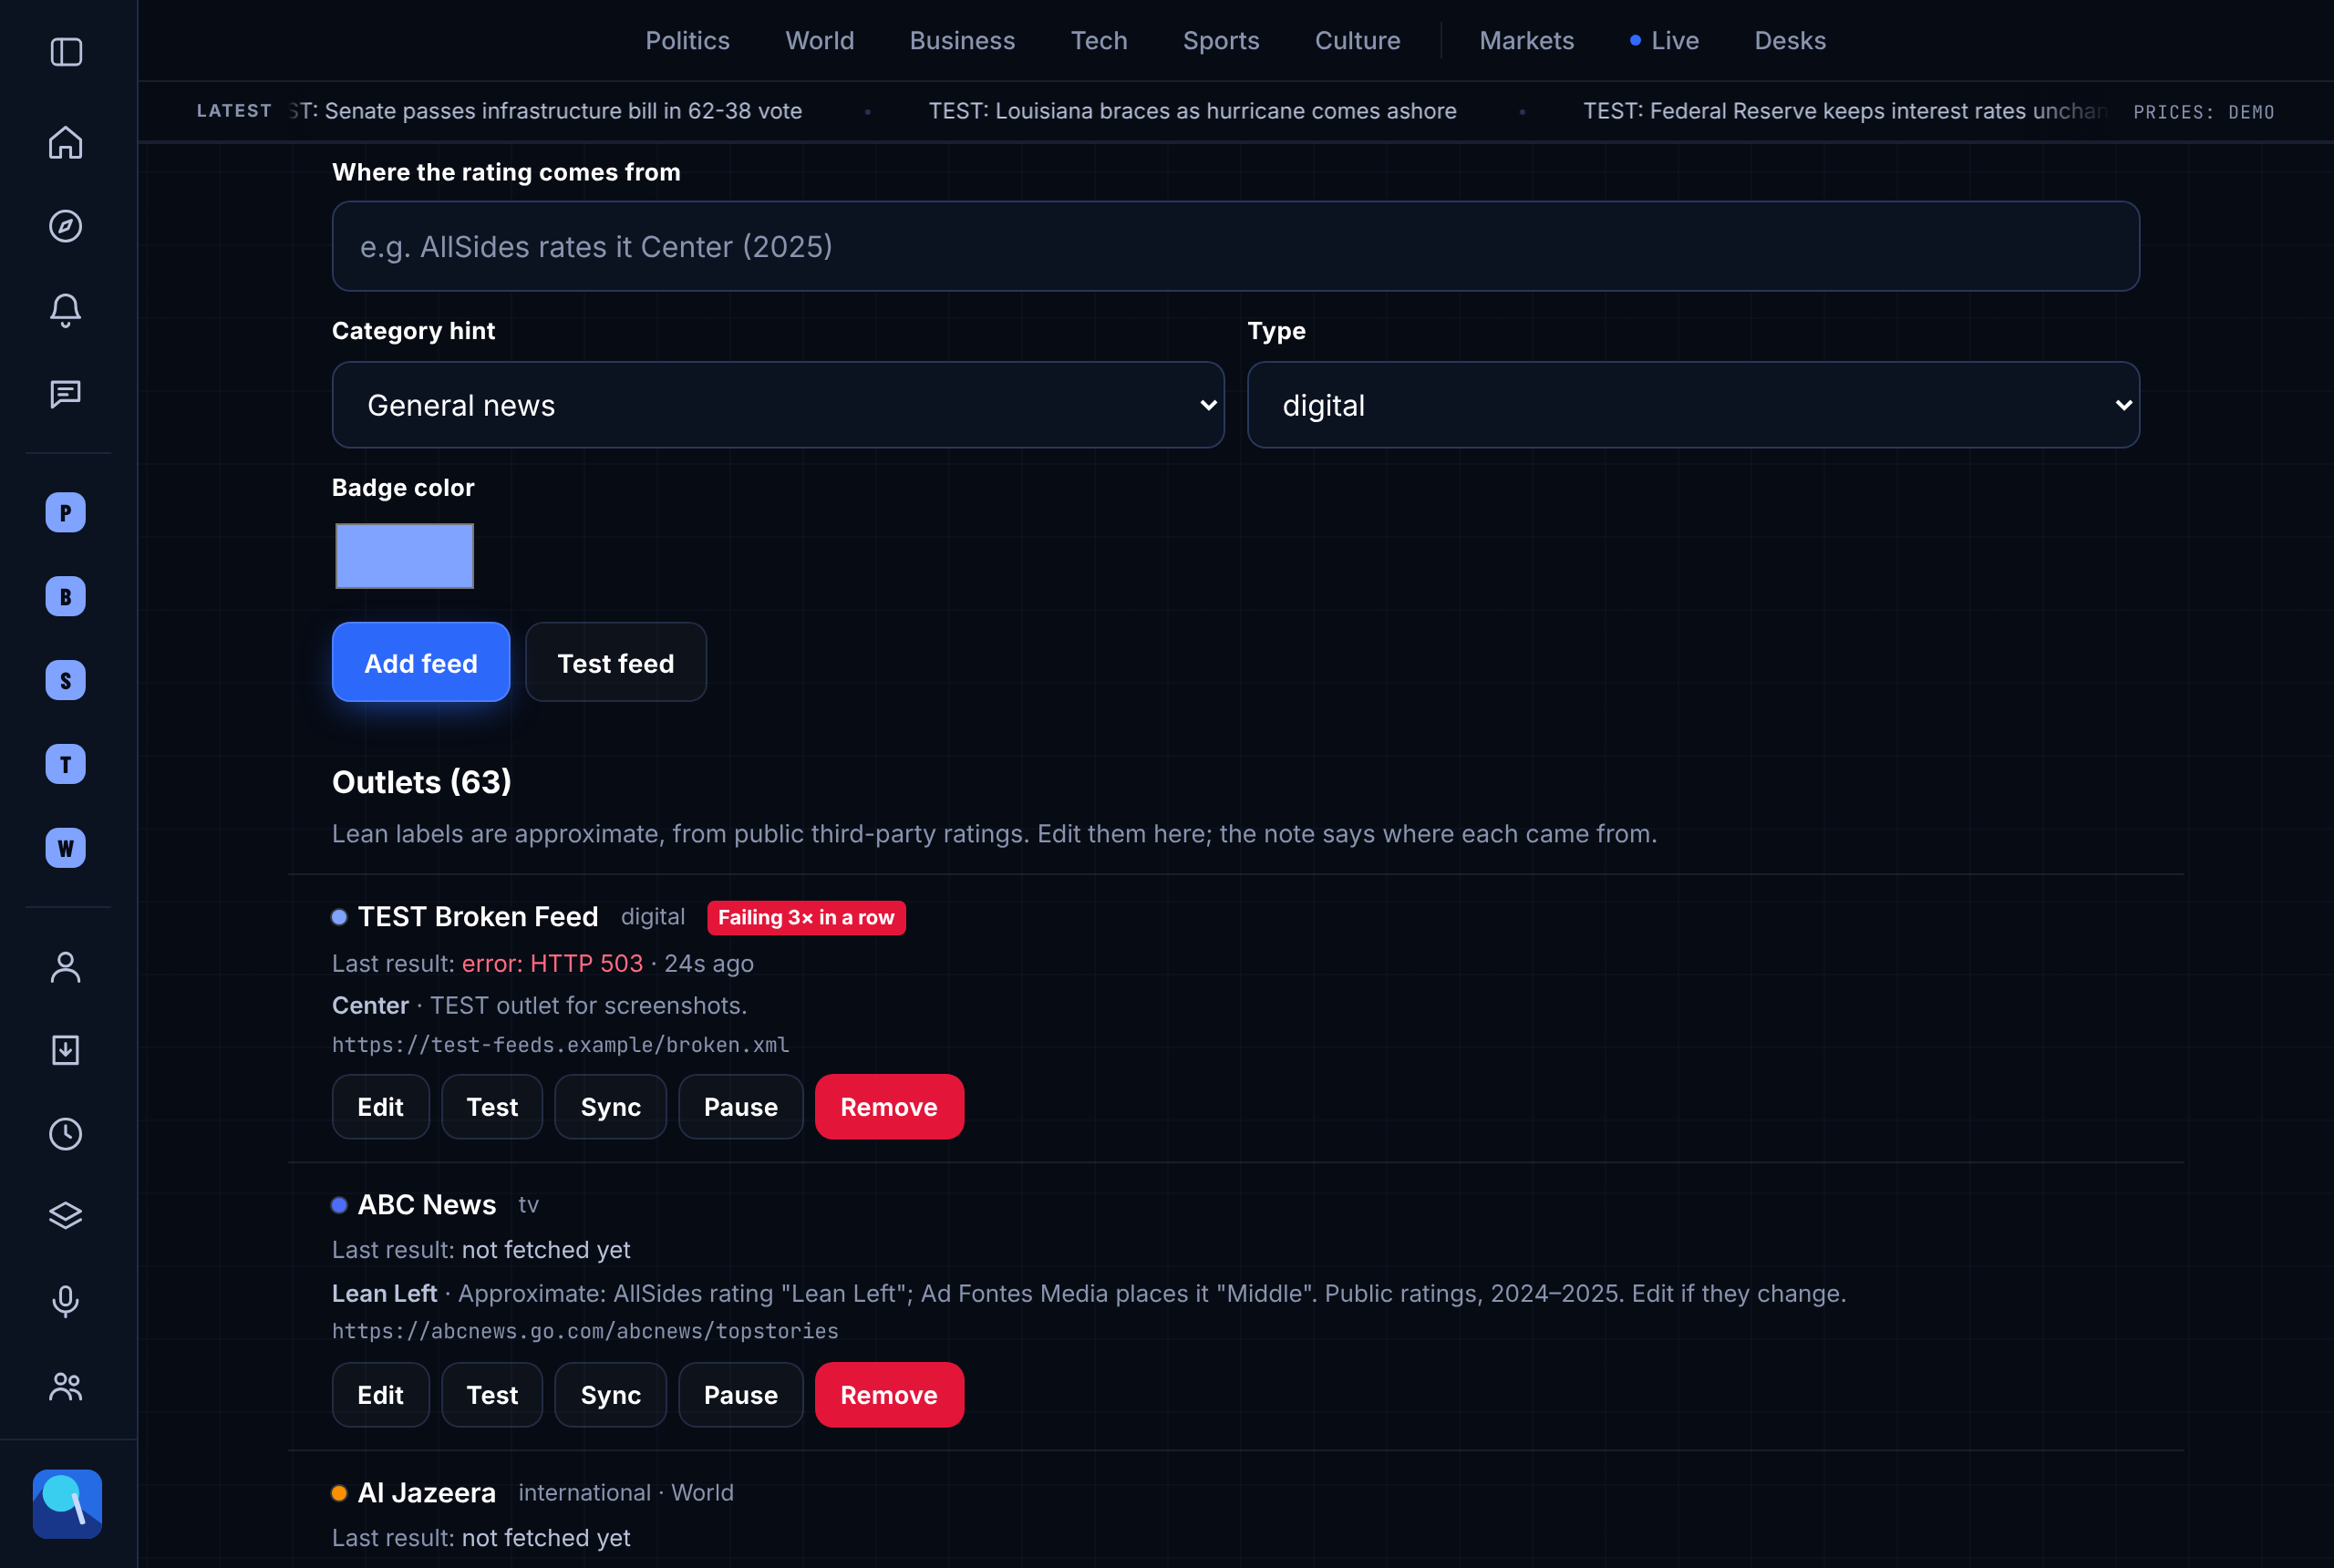 Politics World Business Tech Sports Culture Markets Live Desks
LATEST ST: Senate passes infrastructure bill in 62-38 vote • TEST: Louisiana braces as hurricane comes ashore • TEST: Federal Reserve keeps interest rates unchan PRICES: DEMO
Where the rating comes from
e.g. AllSides rates it Center (2025)
Category hint Type
General news digital
Badge color
Add feed Test feed
P
B
S
T
W
Outlets (63)
Lean labels are approximate, from public third-party ratings. Edit them here; the note says where each came from.
TEST Broken Feed digital Failing 3× in a row
Last result: error: HTTP 503 · 24s ago
Center · TEST outlet for screenshots.
https://test-feeds.example/broken.xml
Edit Test Sync Pause Remove
ABC News tv
Last result: not fetched yet
Lean Left · Approximate: AllSides rating "Lean Left"; Ad Fontes Media places it "Middle". Public ratings, 2024–2025. Edit if they change.
https://abcnews.go.com/abcnews/topstories
Edit Test Sync Pause Remove
Al Jazeera international · World
Last result: not fetched yet